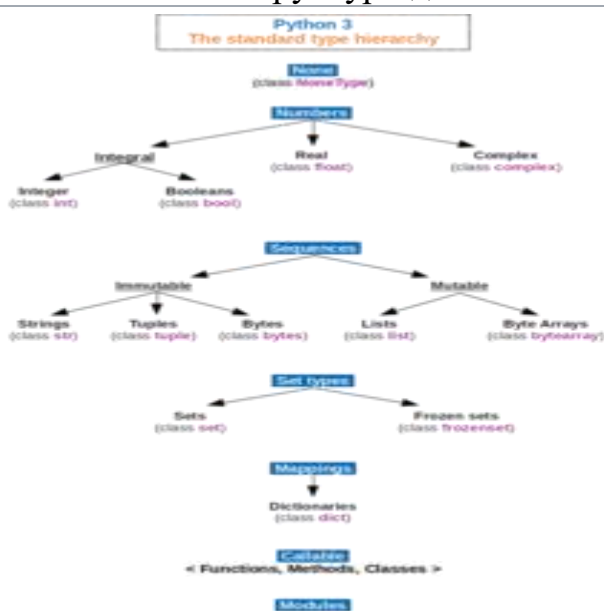 Python 3
The standard type hierarchy
None
(class NoneType)
Numbers
Integral
Real
(class float)
Complex
(class complex)
Integer
(class int)
Booleans
(class bool)
Sequences
Immutable
Mutable
Strings
(class str)
Tuples
(class tuple)
Bytes
(class bytes)
Lists
(class list)
Byte Arrays
(class bytearray)
Set types
Sets
(class set)
Frozen sets
(class frozenset)
Mappings
Dictionaries
(class dict)
Callable
< Functions, Methods, Classes >
Modules